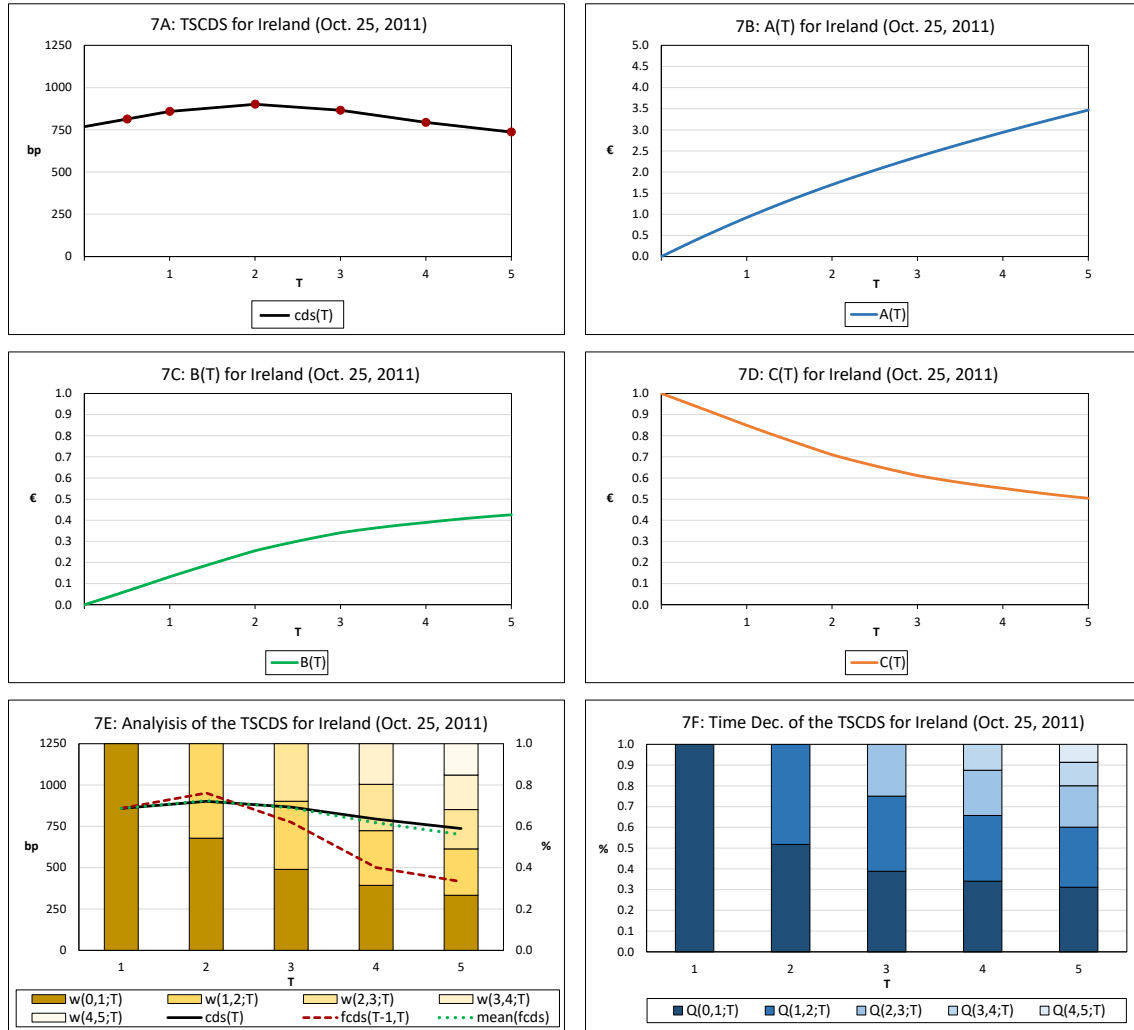 7A: TSCDS for Ireland (Oct. 25, 2011)
1250
1000
750
bp
500
250
0
1 2 3 4 5
T
cds(T)
7B: A(T) for Ireland (Oct. 25, 2011)
5.0
4.5
4.0
3.5
3.0
2.5
€
2.0
1.5
1.0
0.5
0.0
1 2 3 4 5
T
A(T)
7C: B(T) for Ireland (Oct. 25, 2011)
1.0
0.9
0.8
0.7
0.6
0.5
€
0.4
0.3
0.2
0.1
0.0
1 2 3 4 5
T
B(T)
7D: C(T) for Ireland (Oct. 25, 2011)
1.0
0.9
0.8
0.7
0.6
0.5
€
0.4
0.3
0.2
0.1
0.0
1 2 3 4 5
T
C(T)
7E: Analyisis of the TSCDS for Ireland (Oct. 25, 2011)
1250 1.0
1000 0.8
750 0.6
bp %
500 0.4
250 0.2
0 0.0
1 2 3 4 5
T
w(0,1;T) w(1,2;T) w(2,3;T) w(3,4;T)
w(4,5;T) cds(T) fcds(T-1,T) mean(fcds)
7F: Time Dec. of the TSCDS for Ireland (Oct. 25, 2011)
1.0
0.9
0.8
0.7
0.6
0.5
%
0.4
0.3
0.2
0.1
0.0
1 2 3 4 5
T
Q(0,1;T) Q(1,2;T) Q(2,3;T) Q(3,4;T) Q(4,5;T)